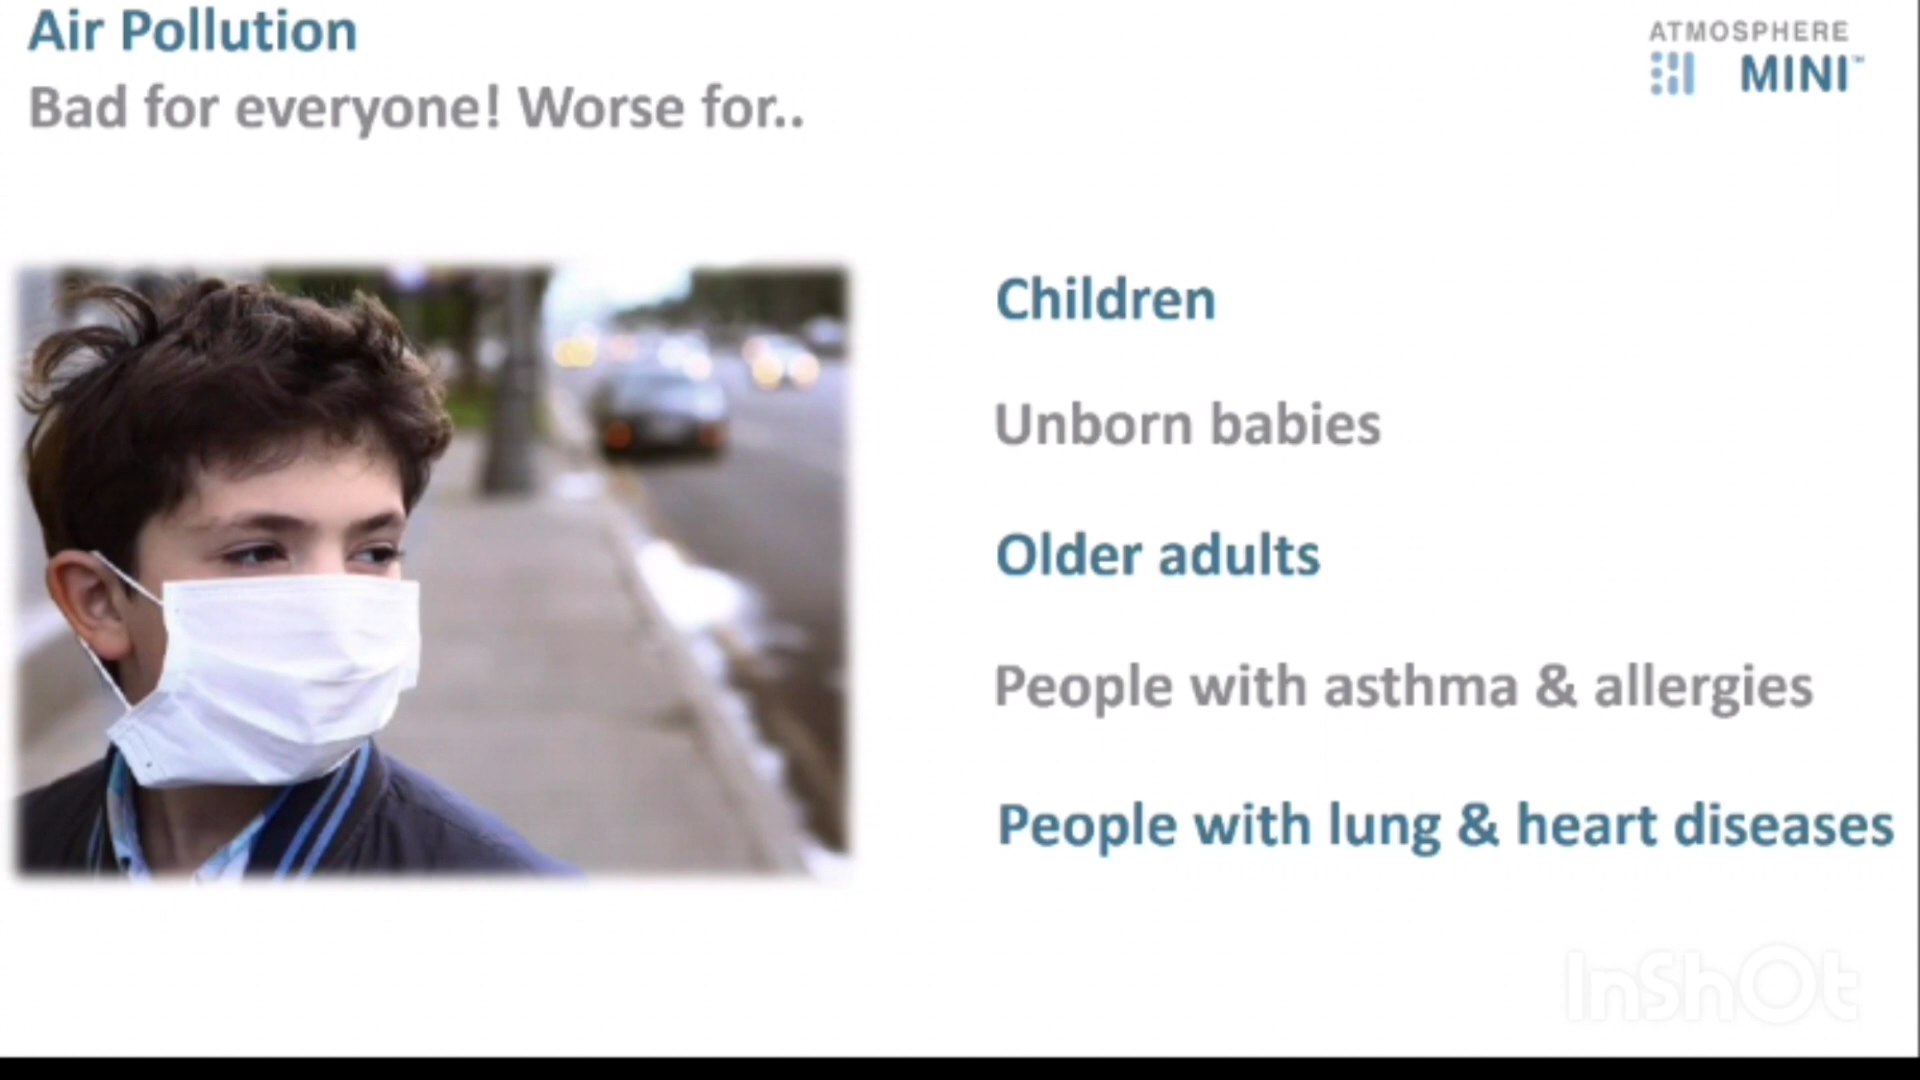 Air Pollution
Bad for everyone! Worse for..
ATMOSPHERE
MINI™
Children
Unborn babies
Older adults
People with asthma & allergies
People with lung & heart diseases
InShOt